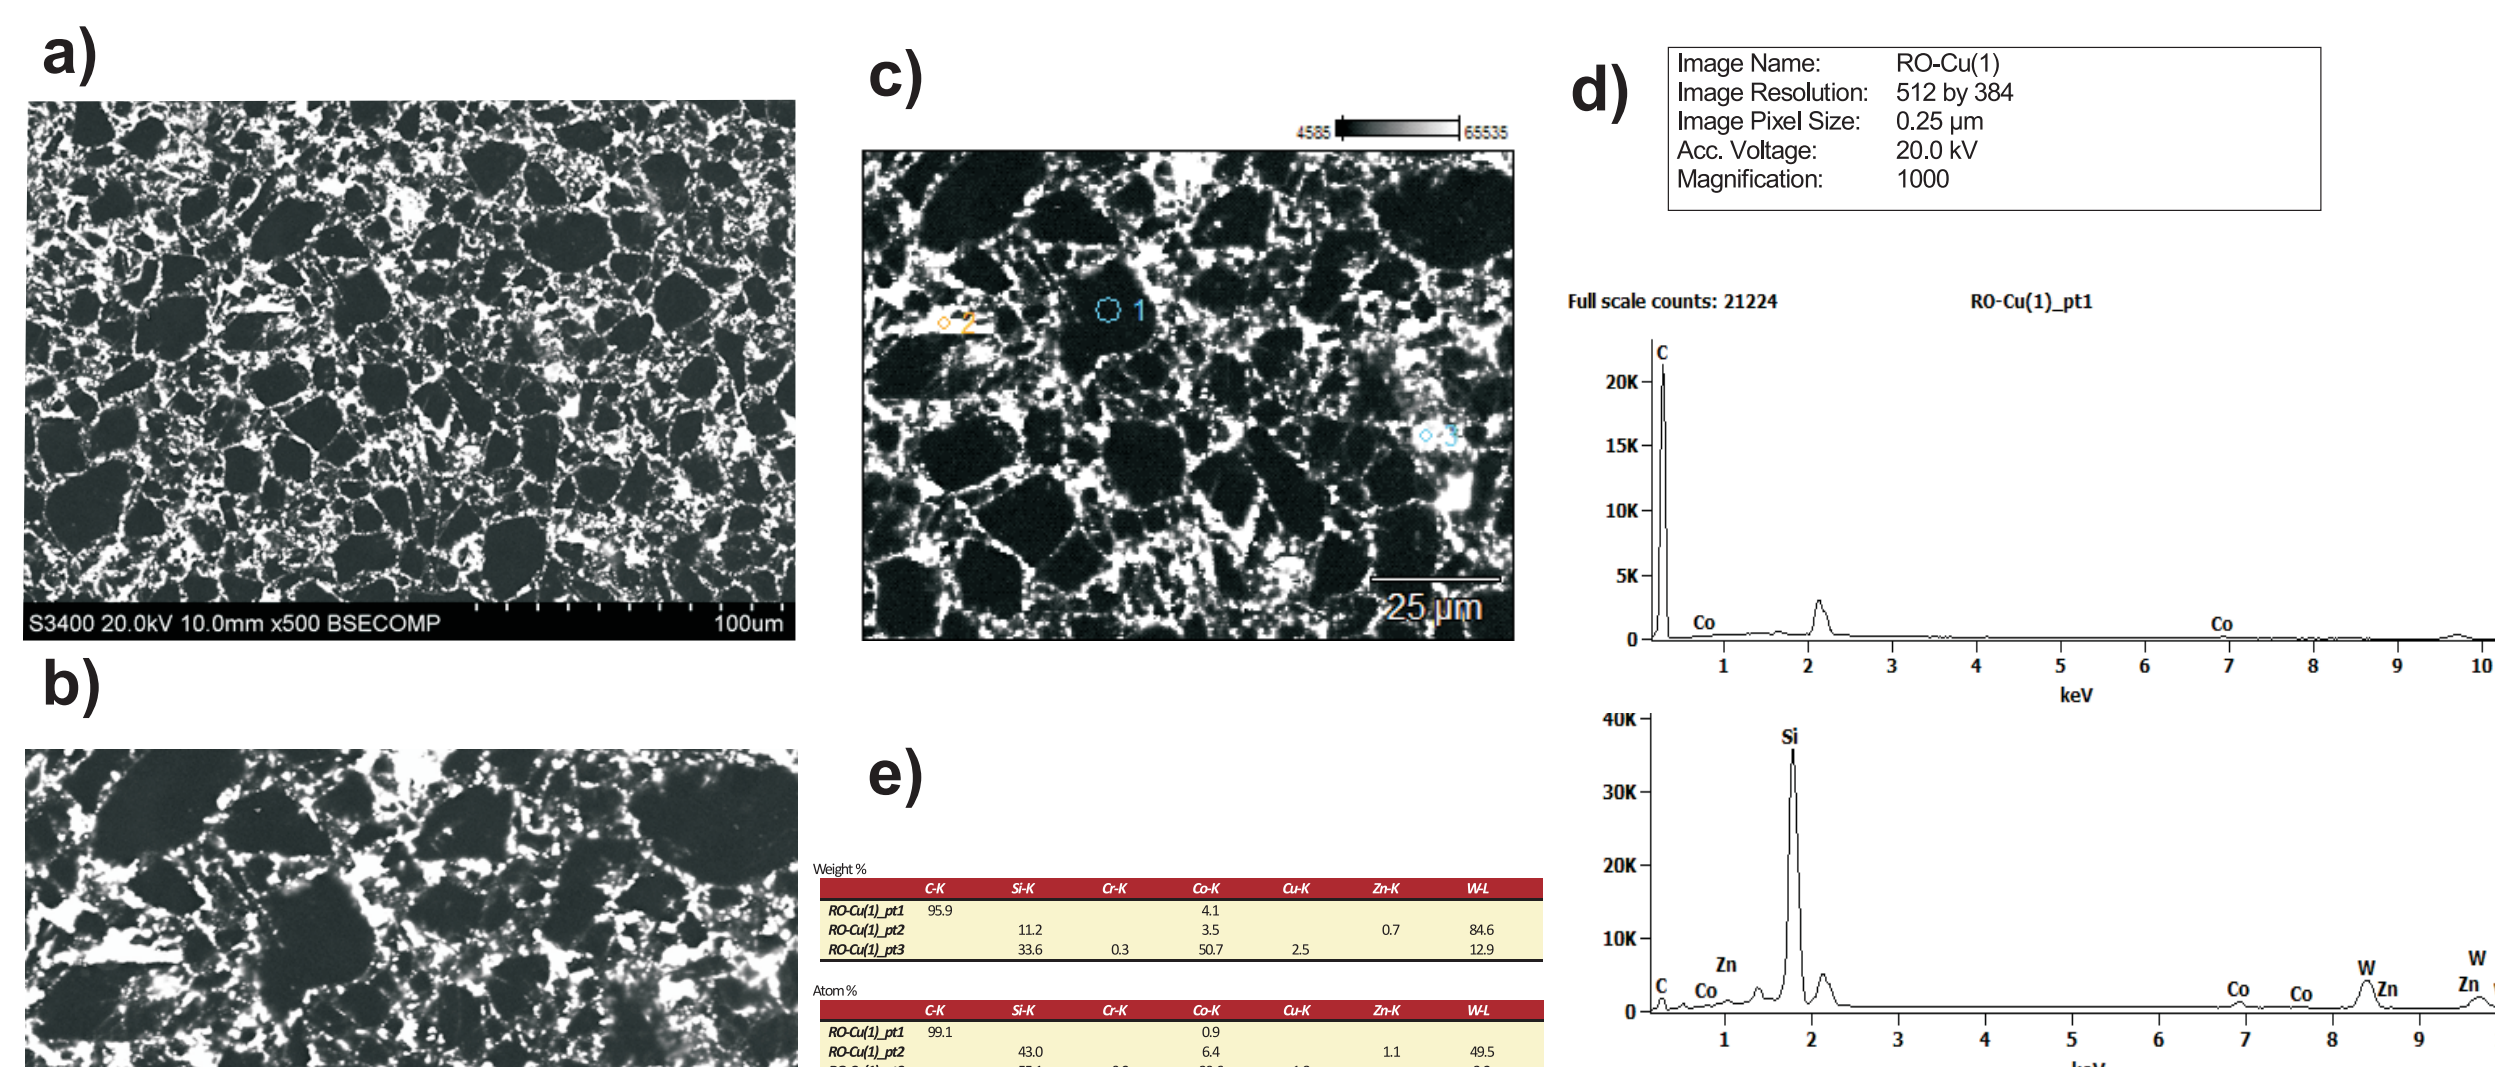 a)
S3400 20.0kV 10.0mm x500 BSECOMP 100um
b)
c)
4585 65535
1
2
3
25 µm
d)
Image Name: RO-Cu(1)
Image Resolution: 512 by 384
Image Pixel Size: 0.25 µm
Acc. Voltage: 20.0 kV
Magnification: 1000
Full scale counts: 21224 RO-Cu(1)_pt1
C
20K
15K
10K
5K
Co Co
0
1 2 3 4 5 6 7 8 9 10
keV
40K
Si
30K
20K
10K
Zn W W
C Co Co Co Zn Zn
0
1 2 3 4 5 6 7 8 9
keV
e)
Weight %
C-K Si-K Cr-K Co-K Cu-K Zn-K W-L
RO-Cu(1)_pt1 95.9 4.1
RO-Cu(1)_pt2 11.2 3.5 0.7 84.6
RO-Cu(1)_pt3 33.6 0.3 50.7 2.5 12.9
Atom %
C-K Si-K Cr-K Co-K Cu-K Zn-K W-L
RO-Cu(1)_pt1 99.1 0.9
RO-Cu(1)_pt2 43.0 6.4 1.1 49.5